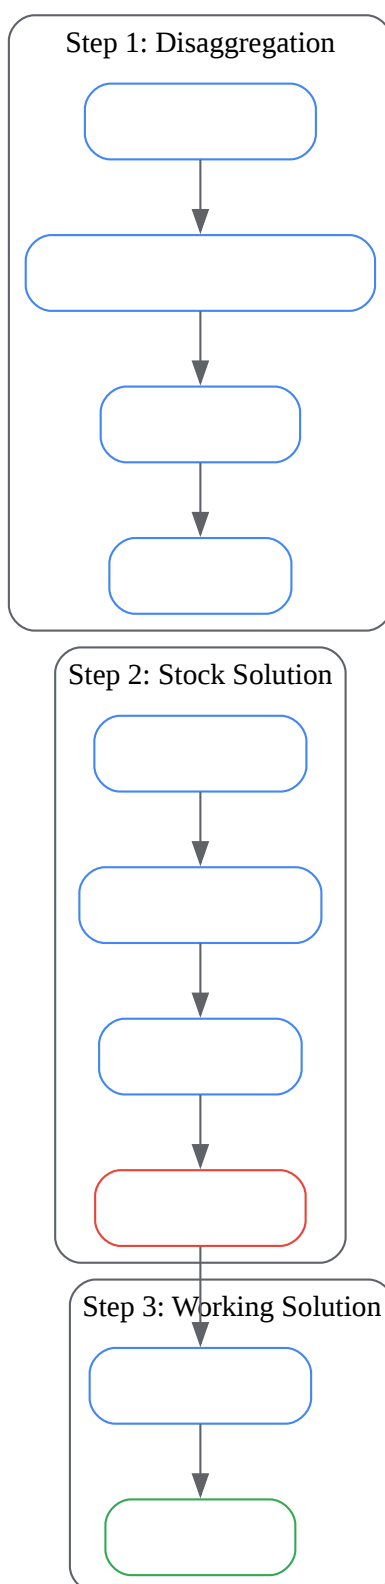 Step 1: Disaggregation
Step 2: Stock Solution
Step 3: Working Solution